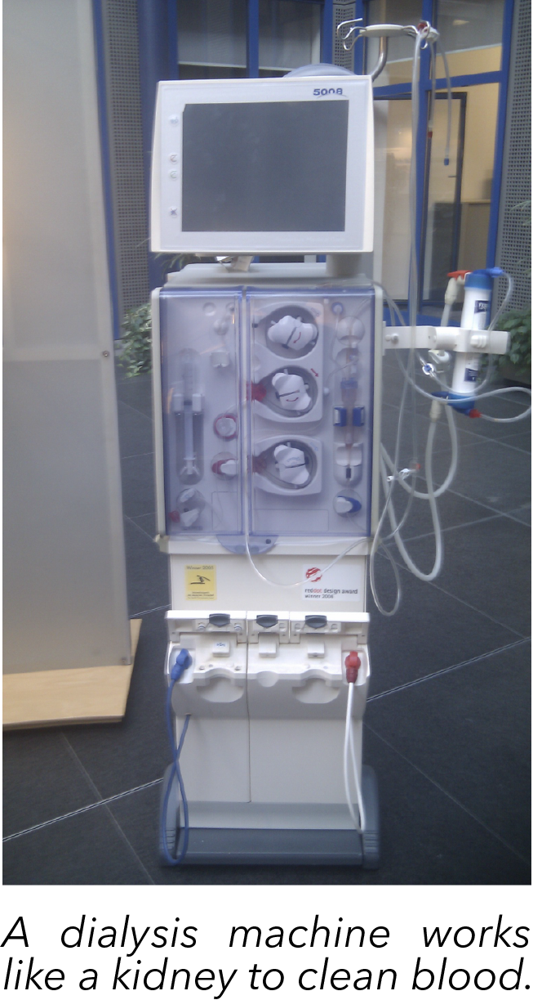 5008
reddot design award
winner 2006
A dialysis machine works
like a kidney to clean blood.